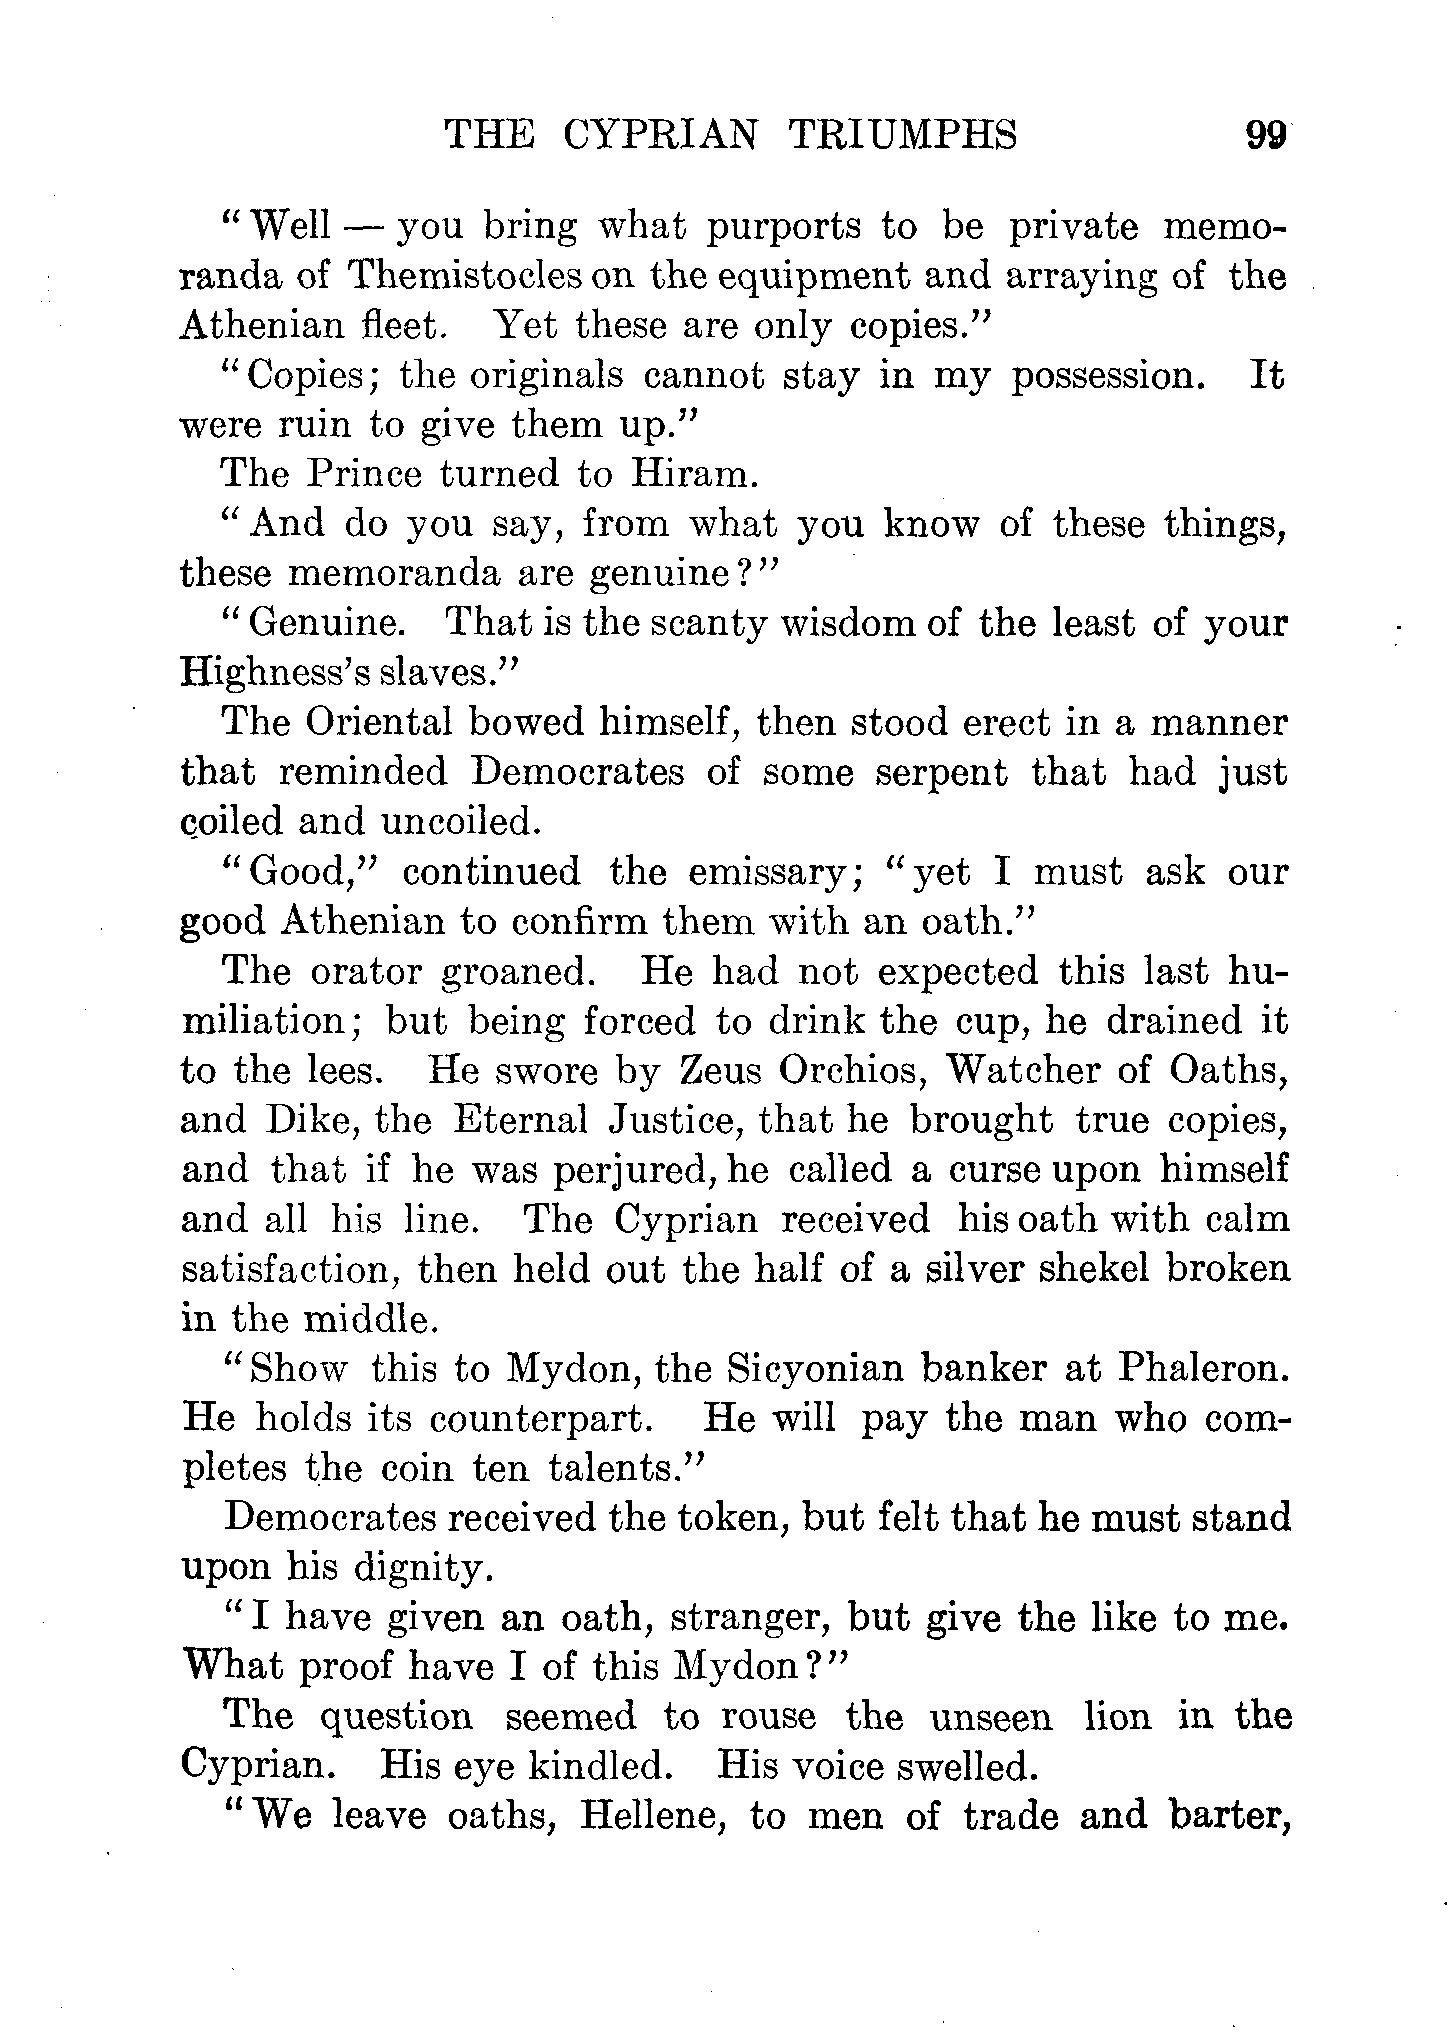 THE CYPRIAN TRIUMPHS 99
“Well — you bring what purports to be private memo-
randa of Themistocles on the equipment and arraying of the
Athenian fleet. Yet these are only copies.”
“Copies; the originals cannot stay in my possession. It
were ruin to give them up.”
The Prince turned to Hiram.
“And do you say, from what you know of these things,
these memoranda are genuine?”
“Genuine. That is the scanty wisdom of the least of your
Highness’s slaves.”
The Oriental bowed himself, then stood erect in a manner
that reminded Democrates of some serpent that had just
coiled and uncoiled.
“Good,” continued the emissary; “yet I must ask our
good Athenian to confirm them with an oath.”
The orator groaned. He had not expected this last hu-
miliation; but being forced to drink the cup, he drained it
to the lees. He swore by Zeus Orchios, Watcher of Oaths,
and Dike, the Eternal Justice, that he brought true copies,
and that if he was perjured, he called a curse upon himself
and all his line. The Cyprian received his oath with calm
satisfaction, then held out the half of a silver shekel broken
in the middle.
“Show this to Mydon, the Sicyonian banker at Phaleron.
He holds its counterpart. He will pay the man who com-
pletes the coin ten talents.”
Democrates received the token, but felt that he must stand
upon his dignity.
“I have given an oath, stranger, but give the like to me.
What proof have I of this Mydon?”
The question seemed to rouse the unseen lion in the
Cyprian. His eye kindled. His voice swelled.
“We leave oaths, Hellene, to men of trade and barter,